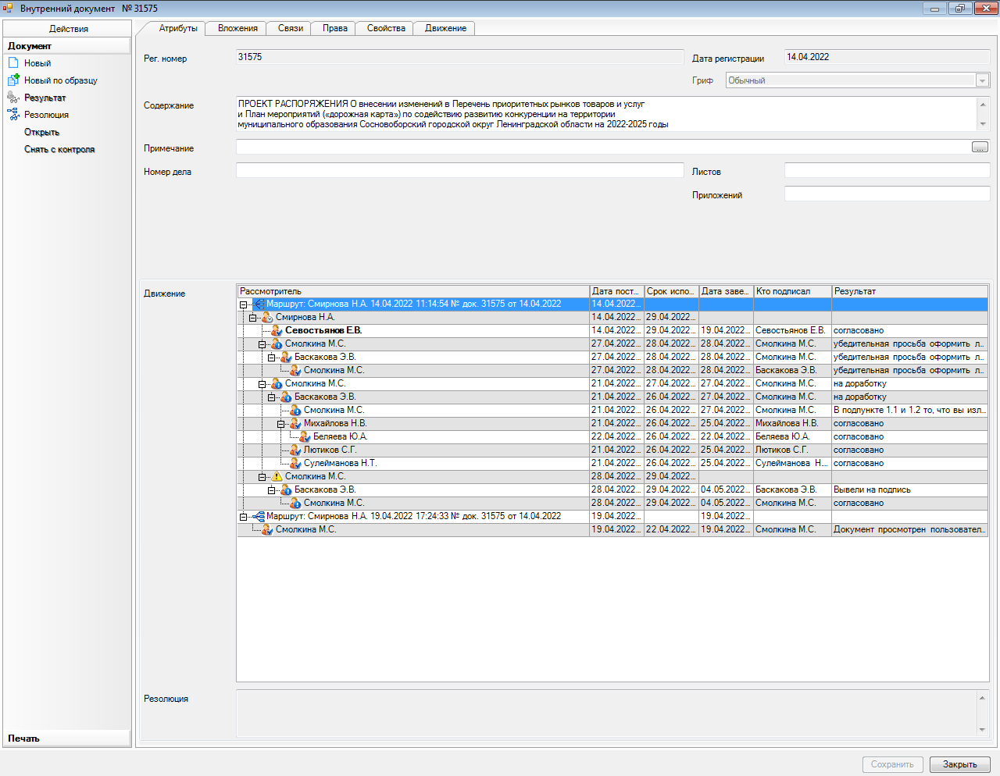 Внутренний документ № 31575
Действия
Документ
Новый
Новый по образцу
Результат
Резолюция
Открыть
Снять с контроля
Печать
Атрибуты Вложения Связи Права Свойства Движение
Рег. номер 31575 Дата регистрации 14.04.2022
Гриф Обычный
Содержание
ПРОЕКТ РАСПОРЯЖЕНИЯ О внесении изменений в Перечень приоритетных рынков товаров и услуг
и План мероприятий («дорожная карта») по содействию развитию конкуренции на территории
муниципального образования Сосновоборский городской округ Ленинградской области на 2022-2025 годы
Примечание ...
Номер дела Листов
Приложений
Движение
Рассмотритель Дата пост... Срок испо... Дата заве... Кто подписал Результат
Маршрут: Смирнова Н.А. 14.04.2022 11:14:54 № док. 31575 от 14.04.2022 14.04.2022...
Смирнова Н.А. 14.04.2022... 29.04.2022...
Севостьянов Е.В. 14.04.2022... 29.04.2022... 19.04.2022... Севостьянов Е.В. согласовано
Смолкина М.С. 27.04.2022... 28.04.2022... 28.04.2022... Смолкина М.С. убедительная просьба оформить л...
Баскакова Э.В. 27.04.2022... 28.04.2022... 28.04.2022... Смолкина М.С. убедительная просьба оформить л...
Смолкина М.С. 27.04.2022... 28.04.2022... 28.04.2022... Баскакова Э.В. убедительная просьба оформить л...
Смолкина М.С. 21.04.2022... 27.04.2022... 27.04.2022... Смолкина М.С. на доработку
Баскакова Э.В. 21.04.2022... 26.04.2022... 27.04.2022... Смолкина М.С. на доработку
Смолкина М.С. 21.04.2022... 26.04.2022... 27.04.2022... Смолкина М.С. В подпункте 1.1 и 1.2 то, что вы изл...
Михайлова Н.В. 21.04.2022... 26.04.2022... 25.04.2022... Михайлова Н.В. согласовано
Беляева Ю.А. 22.04.2022... 26.04.2022... 22.04.2022... Беляева Ю.А. согласовано
Лютиков С.Г. 21.04.2022... 26.04.2022... 25.04.2022... Лютиков С.Г. согласовано
Сулейманова Н.Т. 21.04.2022... 26.04.2022... 25.04.2022... Сулейманова Н.... согласовано
Смолкина М.С. 28.04.2022... 29.04.2022...
Баскакова Э.В. 28.04.2022... 29.04.2022... 04.05.2022... Баскакова Э.В. Вывели на подпись
Смолкина М.С. 28.04.2022... 29.04.2022... 04.05.2022... Смолкина М.С. согласовано
Маршрут: Смирнова Н.А. 19.04.2022 17:24:33 № док. 31575 от 14.04.2022 19.04.2022... 19.04.2022...
Смолкина М.С. 19.04.2022... 22.04.2022... 19.04.2022... Смолкина М.С. Документ просмотрен пользовател...
Резолюция
Сохранить Закрыть